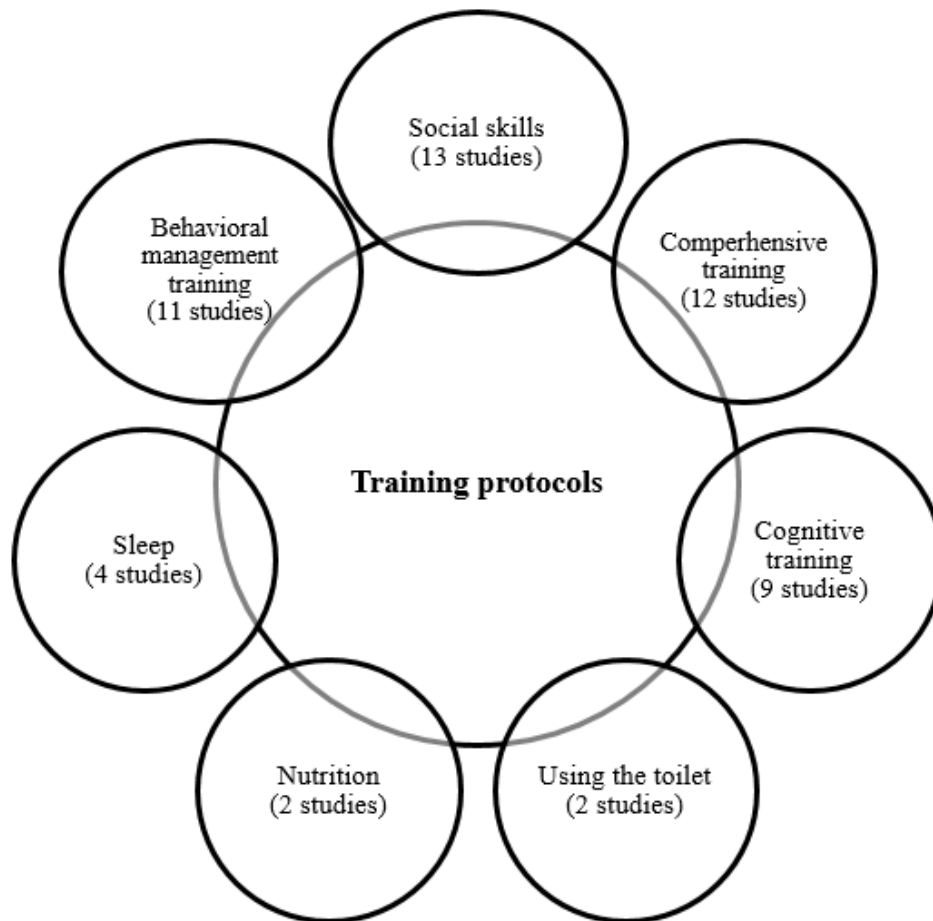 Social skills
(13 studies)
Behavioral
management
training
(11 studies)
Comperhensive
training
(12 studies)
Training protocols
Sleep
(4 studies)
Cognitive
training
(9 studies)
Nutrition
(2 studies)
Using the toilet
(2 studies)